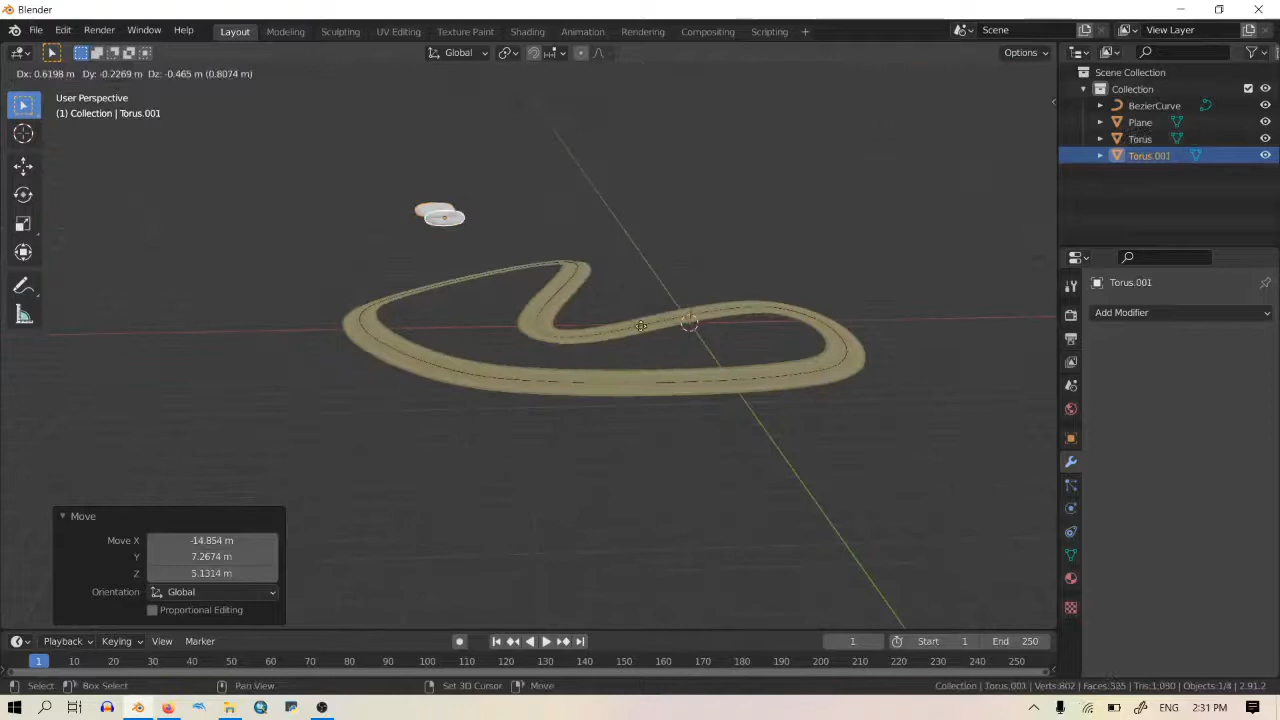 Blender
File Edit Render Window Help
Layout Modeling Sculpting UV Editing Texture Paint Shading Animation Rendering Compositing Scripting +
Scene
View Layer
Global
Options
Dx: 0.6198 m Dy: -0.2269 m Dz: -0.465 m (0.8074 m)
User Perspective
(1) Collection | Torus.001
Scene Collection
Collection
BezierCurve
Plane
Torus
Torus.001
Torus.001
Add Modifier
Move
Move X -14.854 m
Y 7.2674 m
Z 5.1314 m
Orientation Global
Proportional Editing
Playback Keying View Marker
1
Start 1
End 250
1 10 20 30 40 50 60 70 80 90 100 110 120 130 140 150 160 170 180 190 200 210 220 230 240 250
Select Box Select Pan View Set 3D Cursor Move
Collection | Torus.001 | Verts:802 | Faces:525 | Tris:1,030 | Objects:1/4 | 2.91.2
ENG 2:31 PM